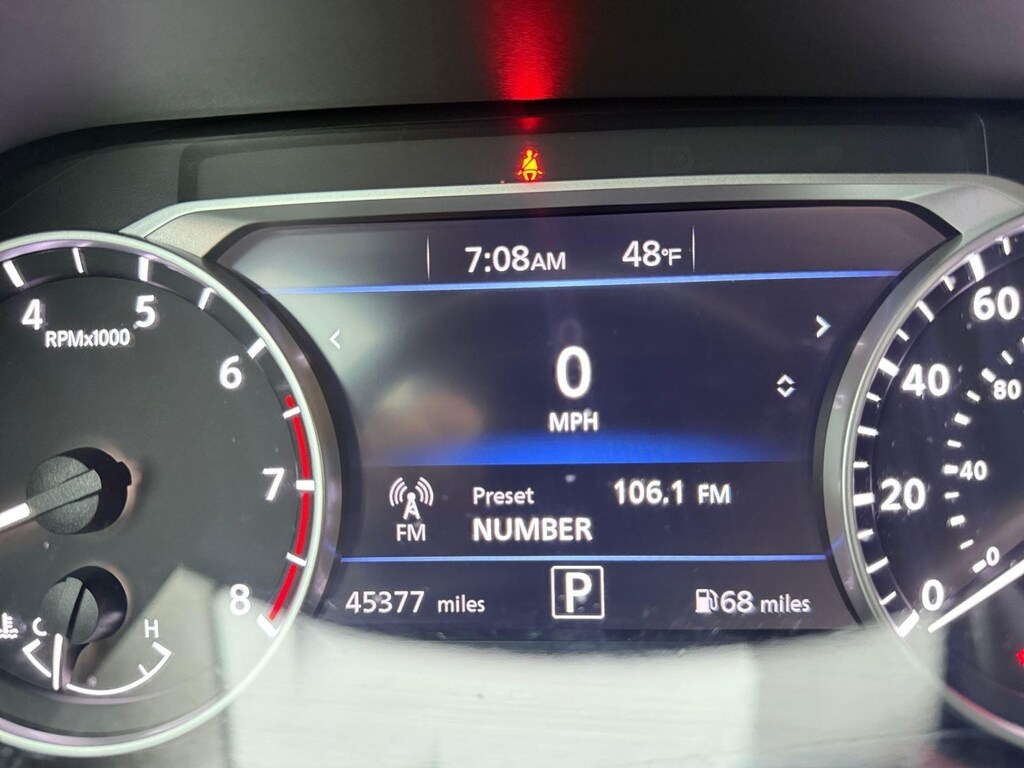 7:08AM 48°F
4 5 6 7 8
RPMx1000
0
MPH
Preset 106.1 FM
FM NUMBER
45377 miles P 68 miles
C H
60 40 20 0
80 40 0